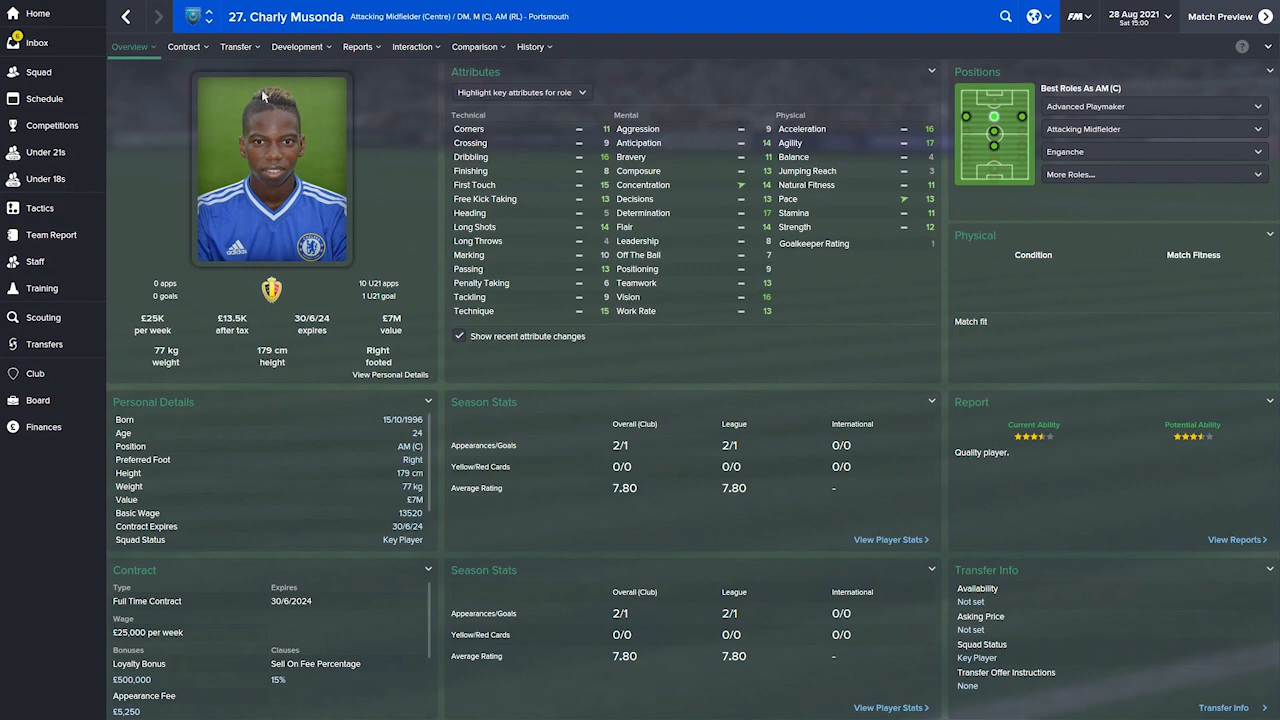 Home
27. Charly Musonda
Attacking Midfielder (Centre) / DM, M (C), AM (RL) - Portsmouth
FM
28 Aug 2021
Sat 15:00
Match Preview
6
Inbox
Overview
Contract
Transfer
Development
Reports
Interaction
Comparison
History
?
Squad
Schedule
Competitions
Under 21s
Under 18s
Tactics
Team Report
Staff
Training
Scouting
Transfers
Club
Board
Finances
adidas
0 apps
0 goals
10 U21 apps
1 U21 goal
£25K
per week
£13.5K
after tax
30/6/24
expires
£7M
value
77 kg
weight
179 cm
height
Right
footed
View Personal Details
Attributes
Highlight key attributes for role
Technical
Corners 11
Crossing 9
Dribbling 16
Finishing 8
First Touch 15
Free Kick Taking 13
Heading 5
Long Shots 14
Long Throws 4
Marking 10
Passing 13
Penalty Taking 6
Tackling 9
Technique 15
Mental
Aggression 9
Anticipation 14
Bravery 11
Composure 13
Concentration 14
Decisions 13
Determination 17
Flair 14
Leadership 8
Off The Ball 7
Positioning 9
Teamwork 13
Vision 16
Work Rate 13
Physical
Acceleration 16
Agility 17
Balance 4
Jumping Reach 3
Natural Fitness 11
Pace 13
Stamina 11
Strength 12
Goalkeeper Rating 1
Show recent attribute changes
Positions
Best Roles As AM (C)
Advanced Playmaker
Attacking Midfielder
Enganche
More Roles...
Physical
Condition
Match Fitness
Match fit
Personal Details
Born 15/10/1996
Age 24
Position AM (C)
Preferred Foot Right
Height 179 cm
Weight 77 kg
Value £7M
Basic Wage 13520
Contract Expires 30/6/24
Squad Status Key Player
Season Stats
Overall (Club) League International
Appearances/Goals 2/1 2/1 0/0
Yellow/Red Cards 0/0 0/0 0/0
Average Rating 7.80 7.80 -
View Player Stats
Report
Current Ability
Potential Ability
Quality player.
View Reports
Contract
Type
Full Time Contract
Expires
30/6/2024
Wage
£25,000 per week
Bonuses
Loyalty Bonus
£500,000
Appearance Fee
£5,250
Clauses
Sell On Fee Percentage
15%
Season Stats
Overall (Club) League International
Appearances/Goals 2/1 2/1 0/0
Yellow/Red Cards 0/0 0/0 0/0
Average Rating 7.80 7.80 -
View Player Stats
Transfer Info
Availability
Not set
Asking Price
Not set
Squad Status
Key Player
Transfer Offer Instructions
None
Transfer Info